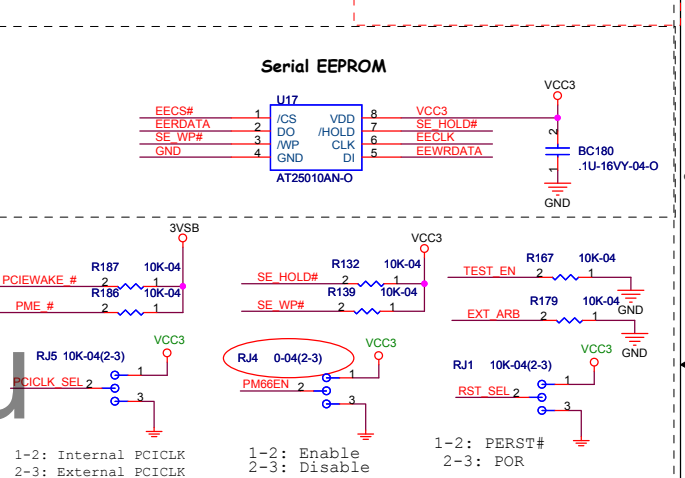 Serial EEPROM
VCC3
U17
EECS# 1 /CS VDD 8 VCC3
EERDATA 2 DO /HOLD 7 SE_HOLD#
SE_WP# 3 /WP CLK 6 EECLK
GND 4 GND DI 5 EEWRDATA
AT25010AN-O
2
BC180
.1U-16VY-04-O
1
GND
3VSB
VCC3
R187 10K-04
PCIEWAKE_# 2 1
R186 10K-04
PME_# 2 1
R132 10K-04
SE_HOLD# 2 1
R139 10K-04
SE_WP# 2 1
R167 10K-04
TEST_EN 2 1
GND
R179 10K-04
EXT_ARB 2 1
GND
RJ5 10K-04(2-3)
VCC3
PCICLK_SEL 2
1
3
1-2: Internal PCICLK
2-3: External PCICLK
RJ4 0-04(2-3)
VCC3
PM66EN 2
1
3
1-2: Enable
2-3: Disable
RJ1 10K-04(2-3)
VCC3
RST_SEL 2
1
3
1-2: PERST#
2-3: POR
u